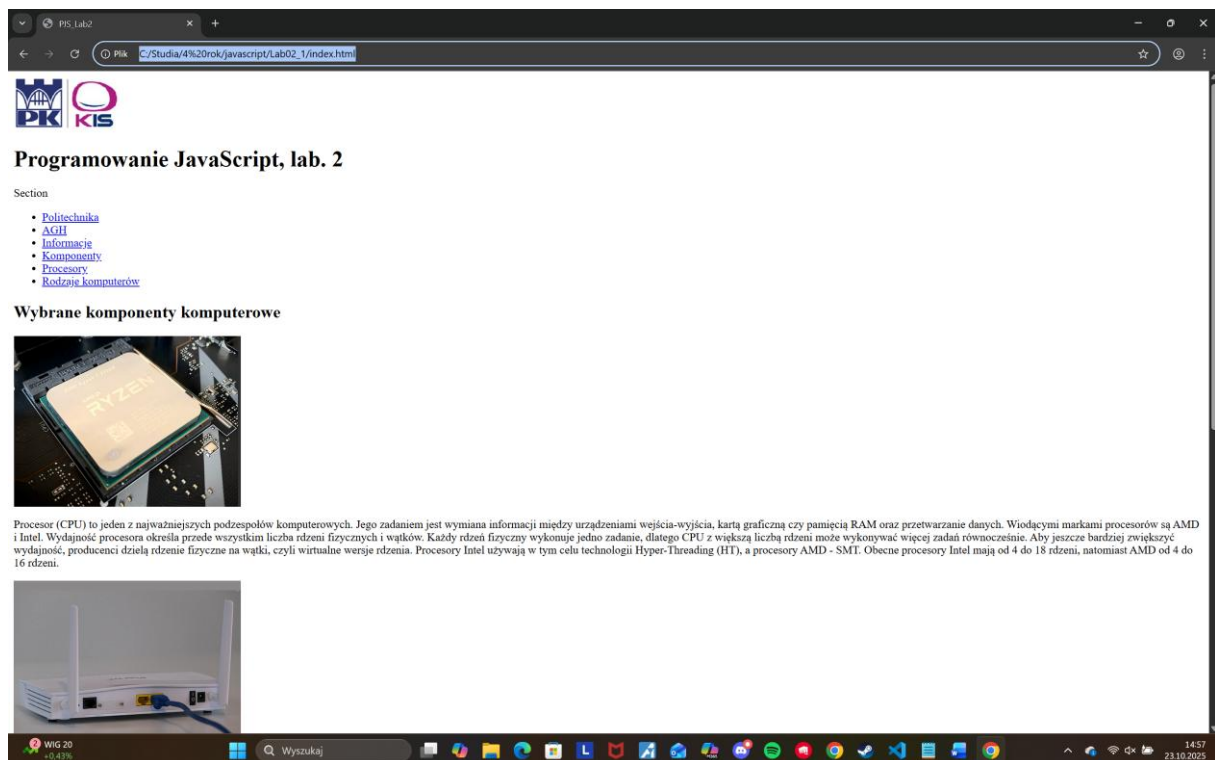 PIS_Lab2
Plik C:/Studia/4%20rok/javascript/Lab02_1/index.html
PK KIS
Programowanie JavaScript, lab. 2
Section
Politechnika
AGH
Informacje
Komponenty
Procesory
Rodzaje komputerów
Wybrane komponenty komputerowe
AMD
RYZEN
Procesor (CPU) to jeden z najważniejszych podzespołów komputerowych. Jego zadaniem jest wymiana informacji między urządzeniami wejścia-wyjścia, kartą graficzną czy pamięcią RAM oraz przetwarzanie danych. Wiodącymi markami procesorów są AMD
i Intel. Wydajność procesora określa przede wszystkim liczba rdzeni fizycznych i wątków. Każdy rdzeń fizyczny wykonuje jedno zadanie, dlatego CPU z większą liczbą rdzeni może wykonywać więcej zadań równocześnie. Aby jeszcze bardziej zwiększyć
wydajność, producenci dzielą rdzenie fizyczne na wątki, czyli wirtualne wersje rdzenia. Procesory Intel używają w tym celu technologii Hyper-Threading (HT), a procesory AMD - SMT. Obecne procesory Intel mają od 4 do 18 rdzeni, natomiast AMD od 4 do
16 rdzeni.
2 WIG 20
+0,43%
Wyszukaj
L
14:57
23.10.2025